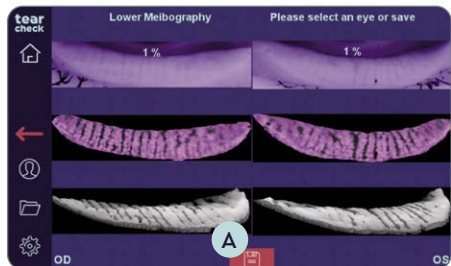 tear
check
Lower Meibography
Please select an eye or save
1 %
1 %
A
OD
OS